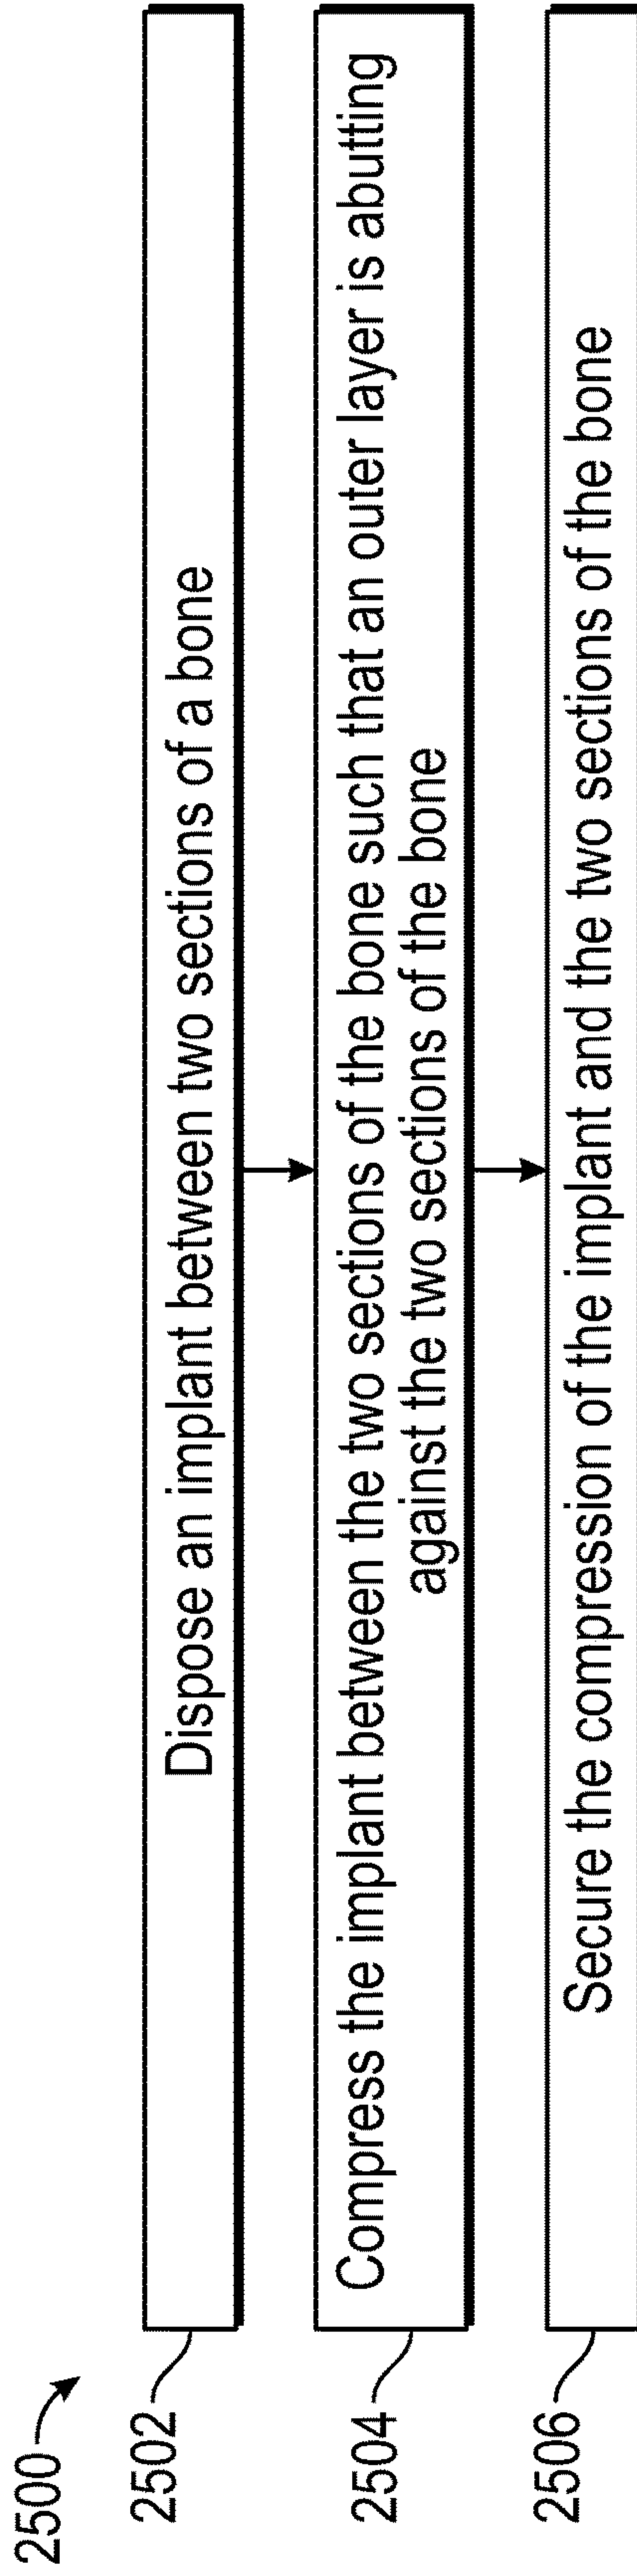 2500
2502
Dispose an implant between two sections of a bone
2504
Compress the implant between the two sections of the bone such that an outer layer is abutting
against the two sections of the bone
2506
Secure the compression of the implant and the two sections of the bone